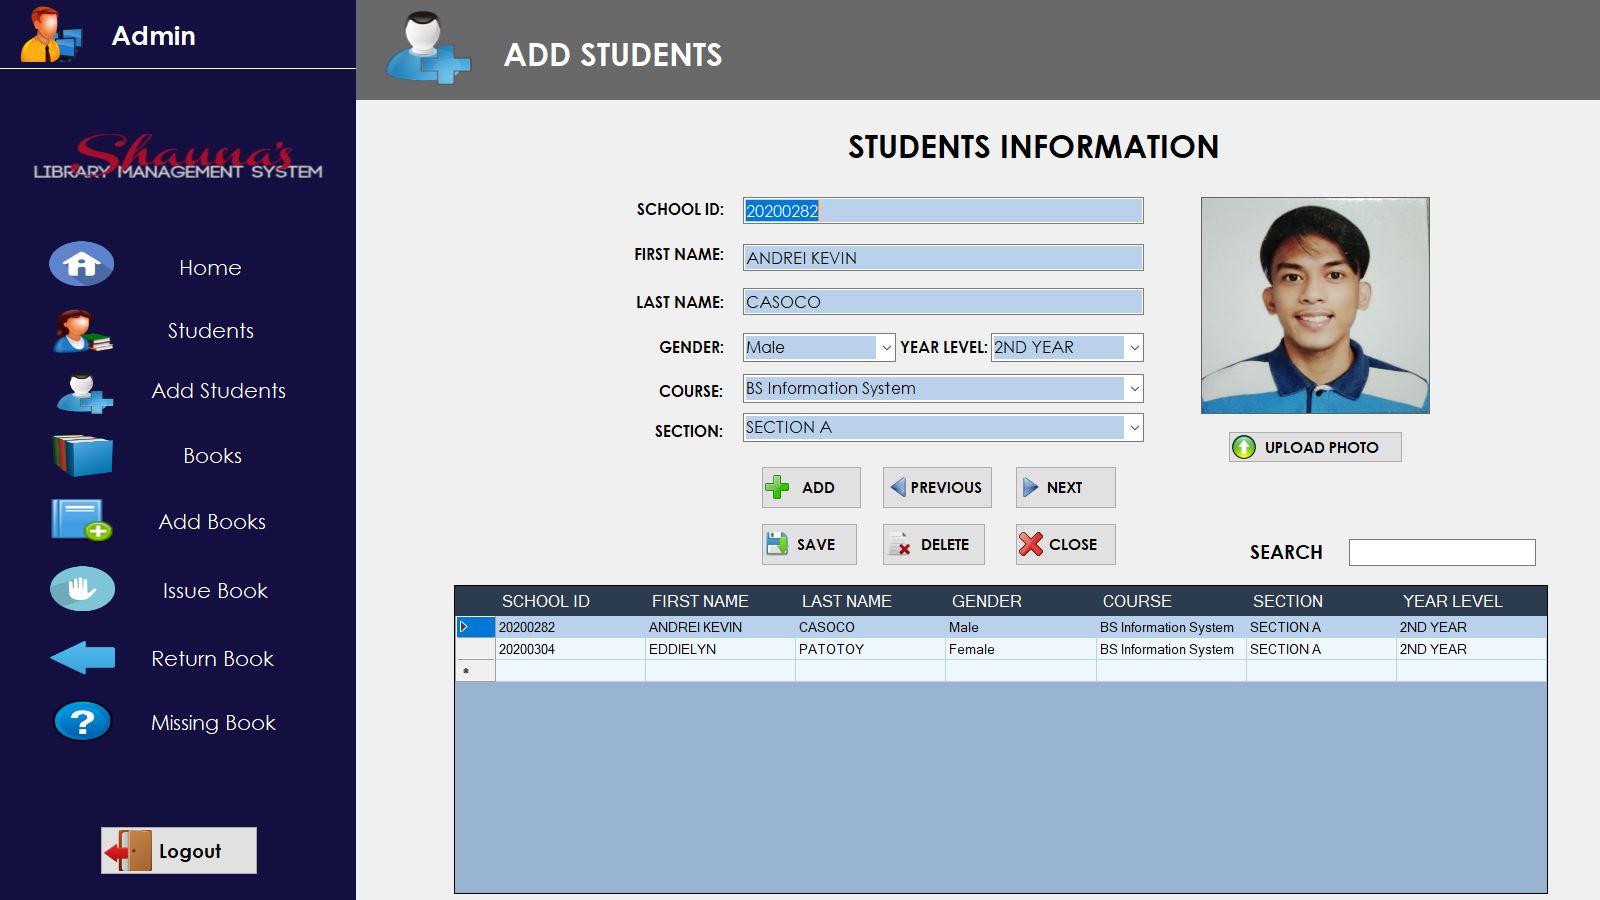 Admin
ADD STUDENTS
Shauna's
LIBRARY MANAGEMENT SYSTEM
Home
Students
Add Students
Books
Add Books
Issue Book
Return Book
Missing Book
Logout
STUDENTS INFORMATION
SCHOOL ID: 20200282
FIRST NAME: ANDREI KEVIN
LAST NAME: CASOCO
GENDER: Male YEAR LEVEL: 2ND YEAR
COURSE: BS Information System
SECTION: SECTION A
UPLOAD PHOTO
ADD PREVIOUS NEXT
SAVE DELETE CLOSE
SEARCH
SCHOOL ID FIRST NAME LAST NAME GENDER COURSE SECTION YEAR LEVEL
20200282 ANDREI KEVIN CASOCO Male BS Information System SECTION A 2ND YEAR
20200304 EDDIELYN PATOTOY Female BS Information System SECTION A 2ND YEAR